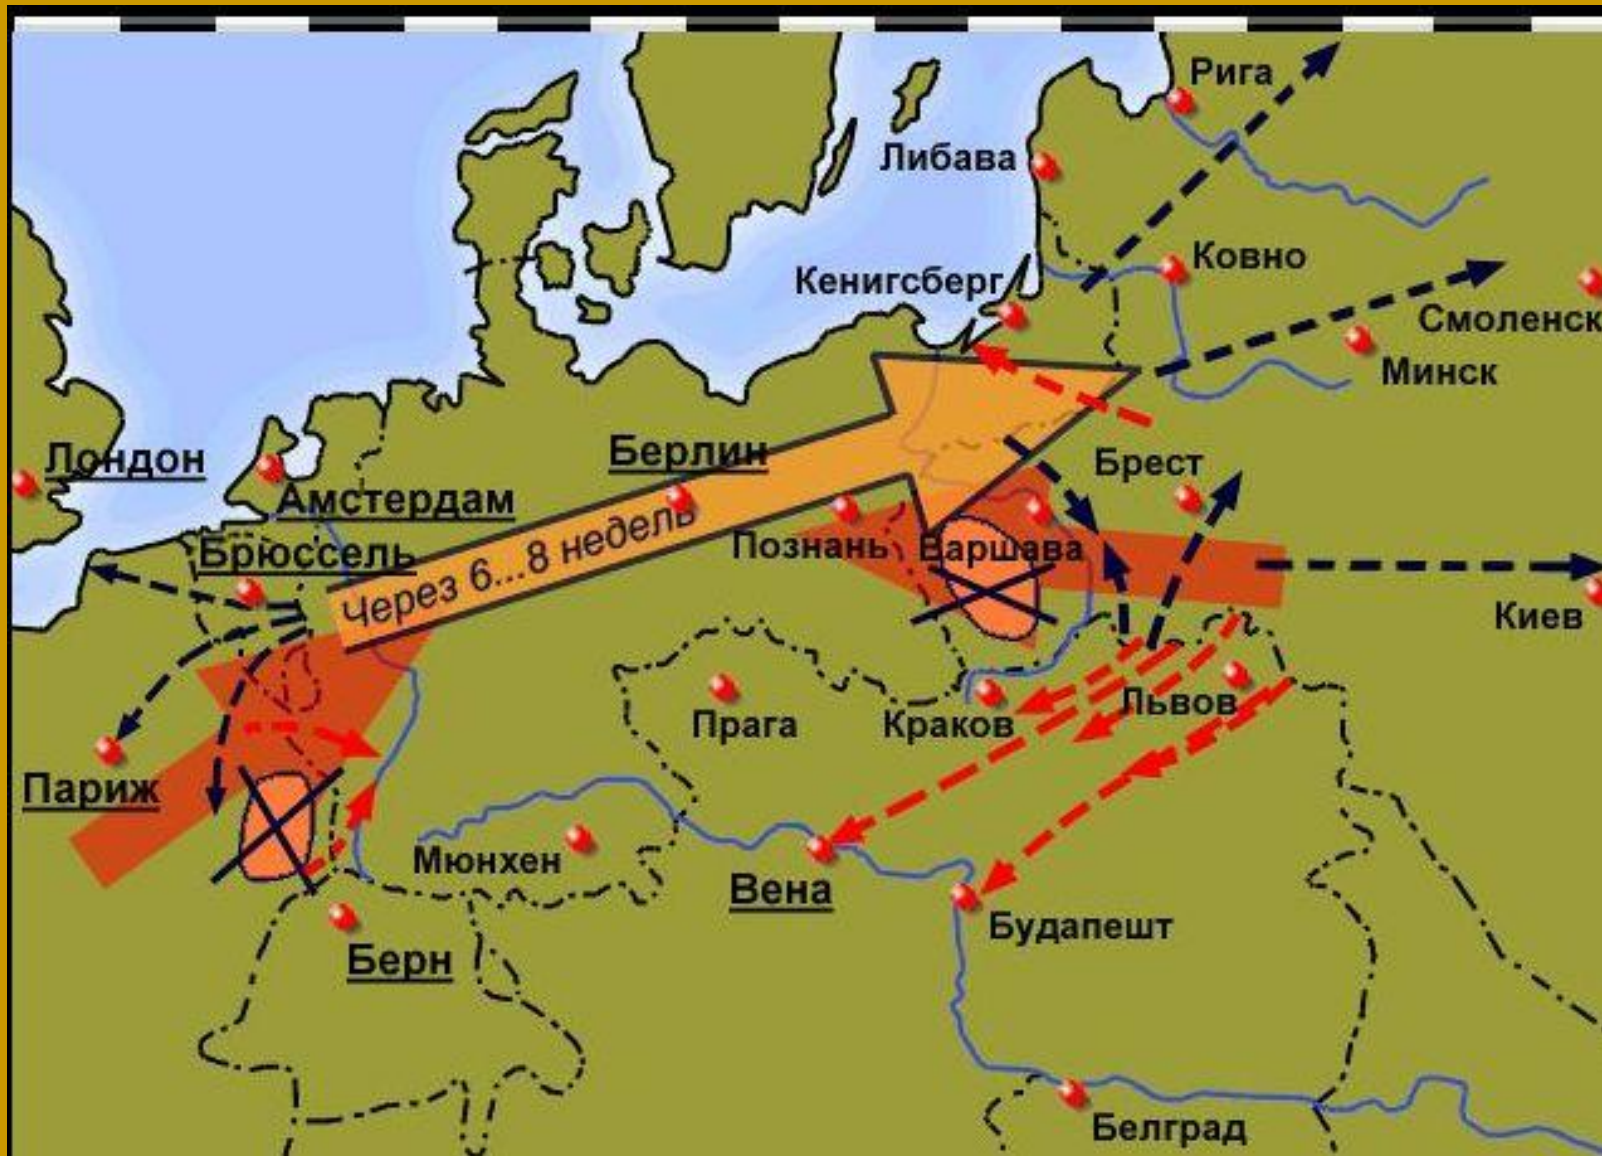 Рига
Либава
Ковно
Кенигсберг
Смоленск
Минск
Лондон
Берлин
Брест
Амстердам
Через 6...8 недель
Познань
Варшава
Брюссель
Киев
Прага
Краков
Львов
Париж
Мюнхен
Вена
Будапешт
Берн
Белград